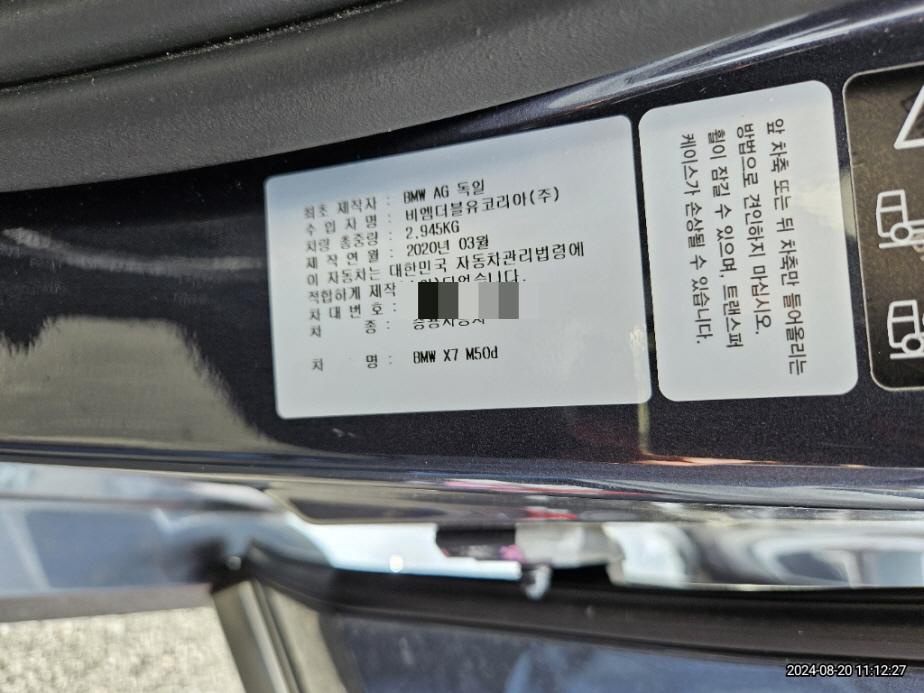 최초 제작자 : BMW AG 독일
수 입 자 명 : 비엠더블유코리아(주)
차량 총중량 : 2,945KG
제 작 연 월 : 2020년 03월
이 자동차는 대한민국 자동차관리법령에
적합하게 제작
차 대 번 호 :
차 종 : 승용자동차
차 명 : BMW X7 M50d
앞 차축 또는 뒤 차축만 들어올리는
방법으로 견인하지 마십시오.
휠이 잠길 수 있으며, 트랜스퍼
케이스가 손상될 수 있습니다.
2024-08-20 11:12:27